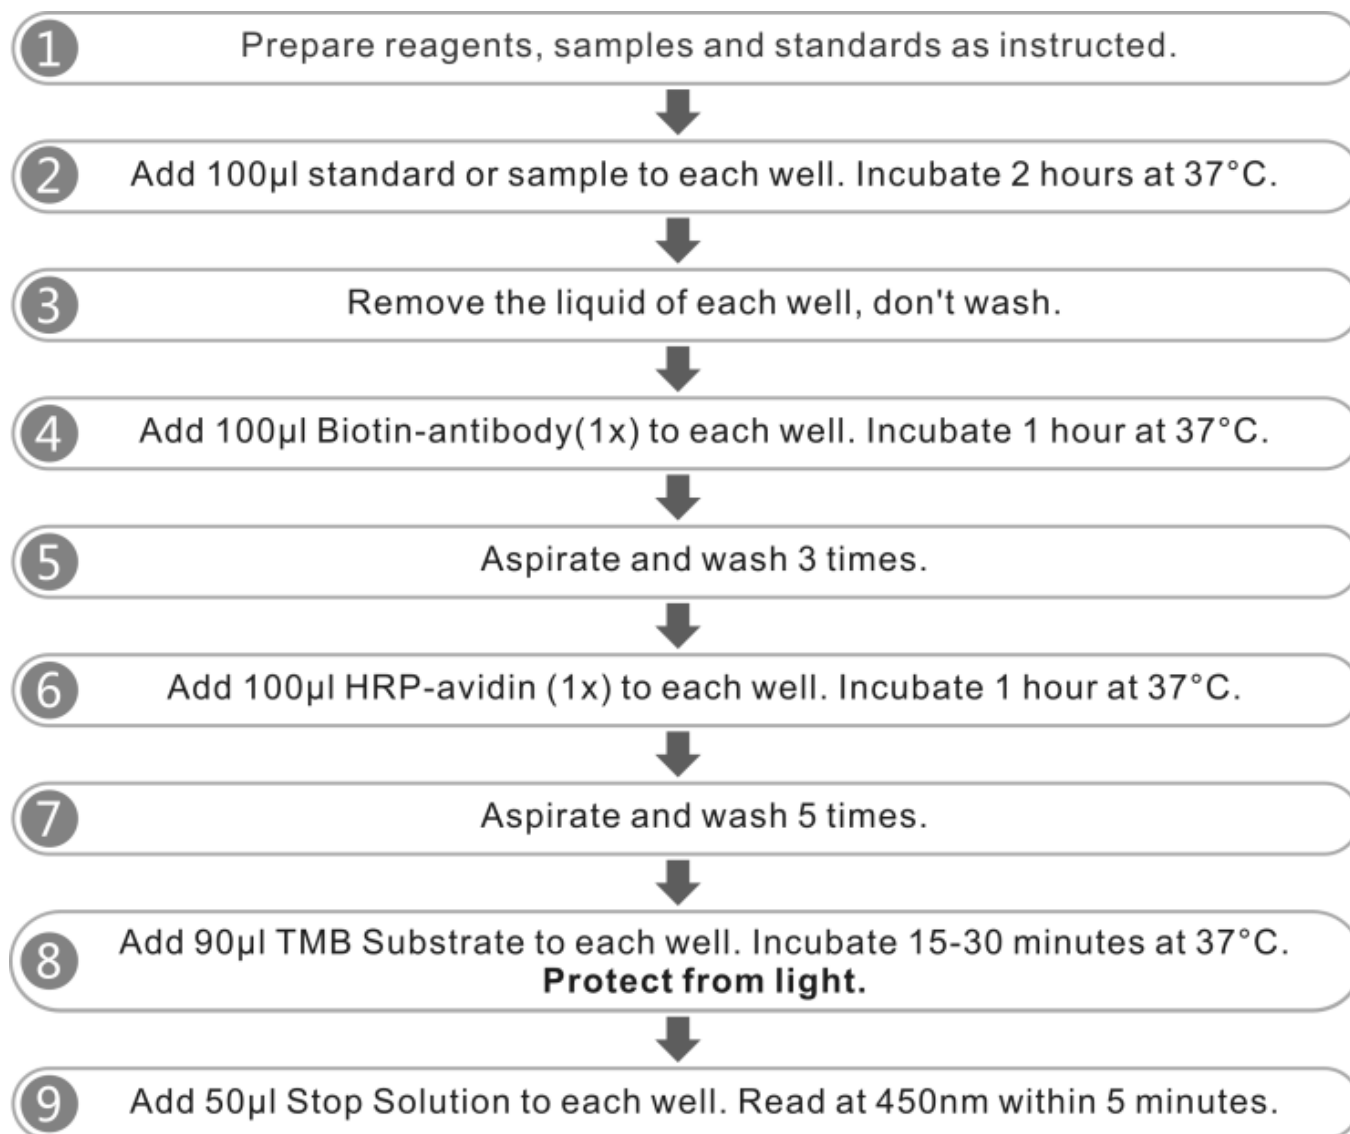 1 Prepare reagents, samples and standards as instructed.
2 Add 100µl standard or sample to each well. Incubate 2 hours at 37°C.
3 Remove the liquid of each well, don't wash.
4 Add 100µl Biotin-antibody(1x) to each well. Incubate 1 hour at 37°C.
5 Aspirate and wash 3 times.
6 Add 100µl HRP-avidin (1x) to each well. Incubate 1 hour at 37°C.
7 Aspirate and wash 5 times.
8 Add 90µl TMB Substrate to each well. Incubate 15-30 minutes at 37°C.
Protect from light.
9 Add 50µl Stop Solution to each well. Read at 450nm within 5 minutes.